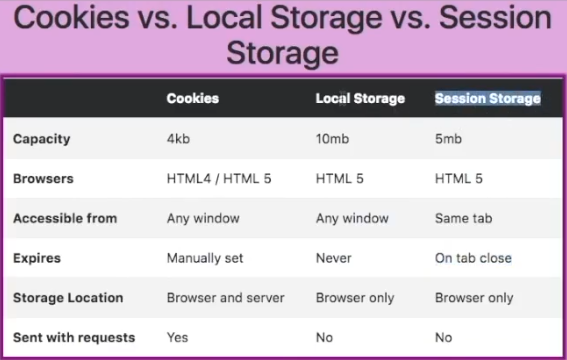 Cookies vs. Local Storage vs. Session
Storage
Cookies Local Storage Session Storage
Capacity 4kb 10mb 5mb
Browsers HTML4 / HTML 5 HTML 5 HTML 5
Accessible from Any window Any window Same tab
Expires Manually set Never On tab close
Storage Location Browser and server Browser only Browser only
Sent with requests Yes No No